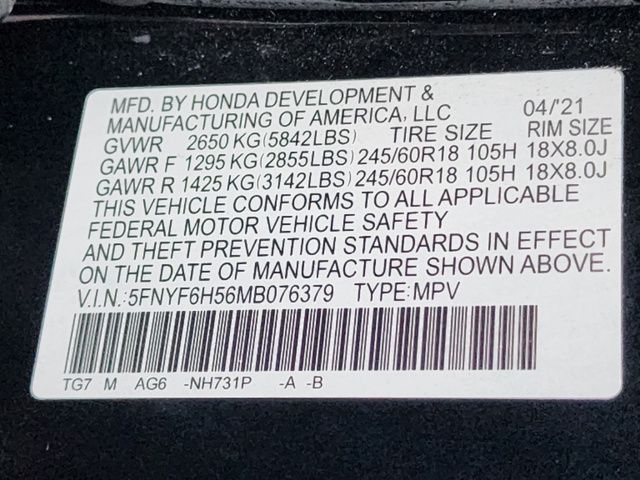 MFD. BY HONDA DEVELOPMENT &
MANUFACTURING OF AMERICA, LLC 04/'21
GVWR 2650 KG(5842LBS) TIRE SIZE RIM SIZE
GAWR F 1295 KG(2855LBS) 245/60R18 105H 18X8.0J
GAWR R 1425 KG(3142LBS) 245/60R18 105H 18X8.0J
THIS VEHICLE CONFORMS TO ALL APPLICABLE
FEDERAL MOTOR VEHICLE SAFETY
AND THEFT PREVENTION STANDARDS IN EFFECT
ON THE DATE OF MANUFACTURE SHOWN ABOVE.
V.I.N.:5FNYF6H56MB076379 TYPE:MPV
TG7 M AG6 -NH731P -A -B